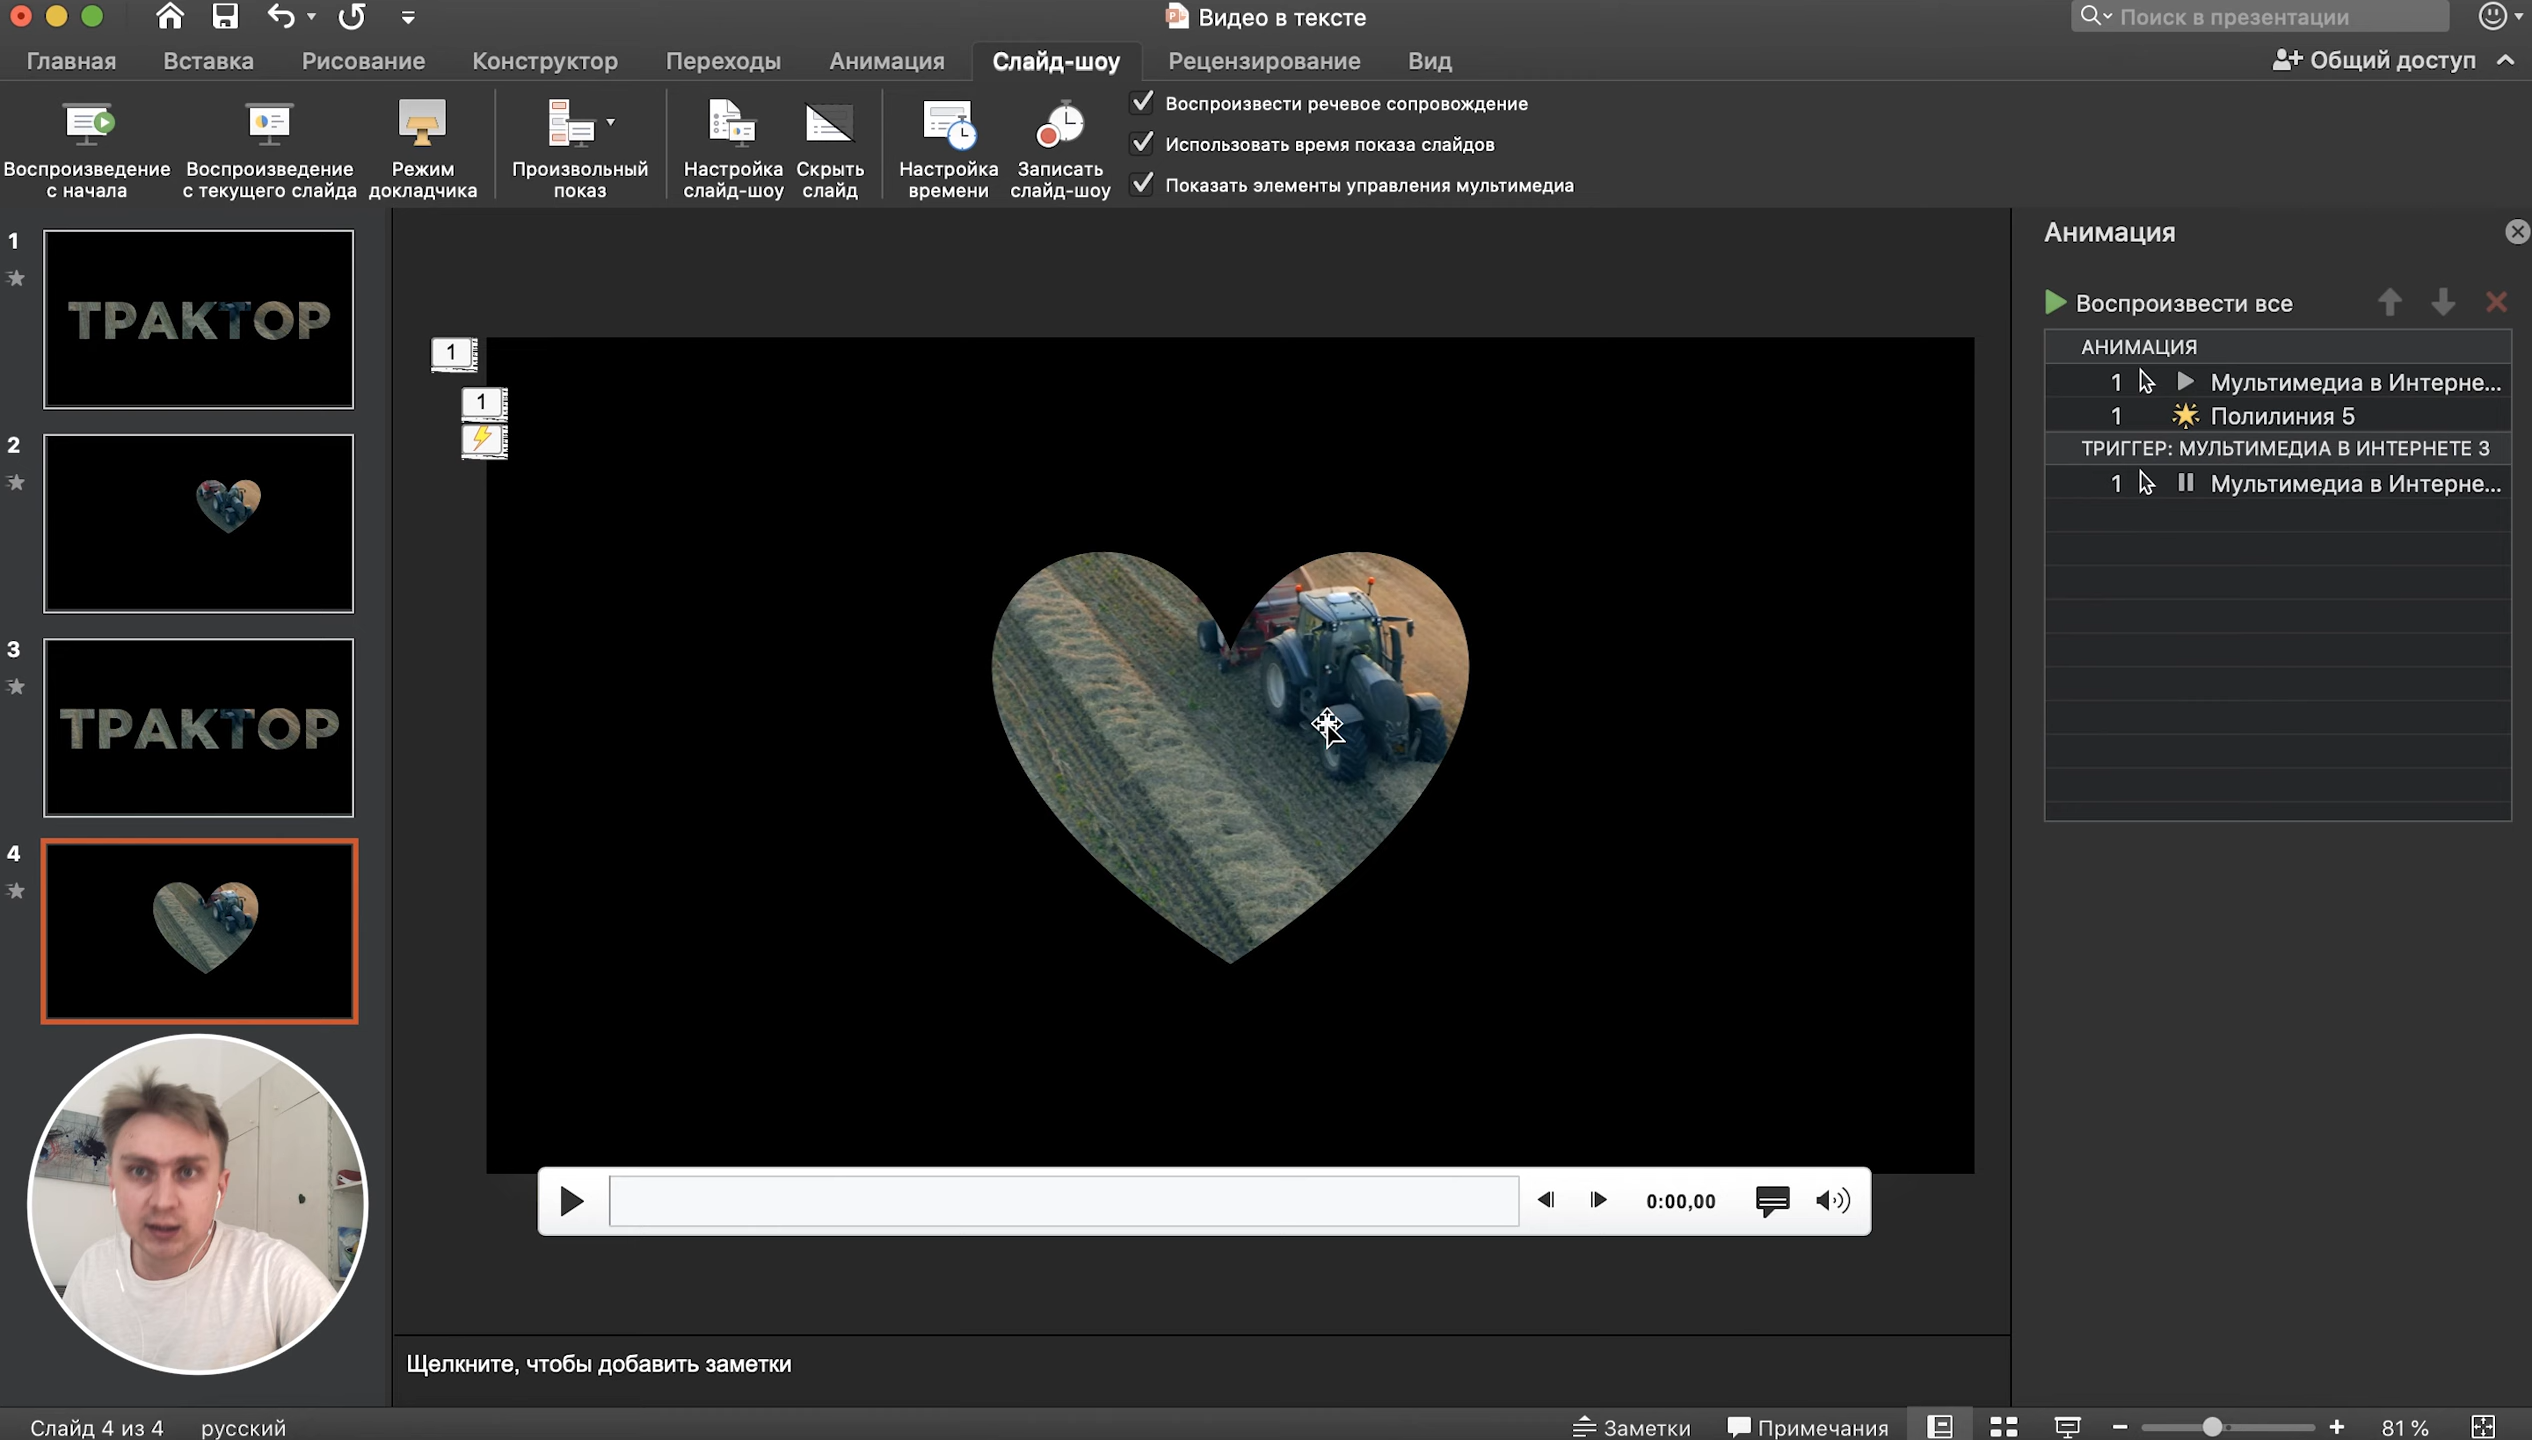 Видео в тексте
Поиск в презентации
Главная
Вставка
Рисование
Конструктор
Переходы
Анимация
Слайд-шоу
Рецензирование
Вид
Общий доступ
Воспроизведение
с начала
Воспроизведение
с текущего слайда
Режим
докладчика
Произвольный
показ
Настройка
слайд-шоу
Скрыть
слайд
Настройка
времени
Записать
слайд-шоу
Воспроизвести речевое сопровождение
Использовать время показа слайдов
Показать элементы управления мультимедиа
1
ТРАКТОР
2
3
ТРАКТОР
4
1
1
Анимация
Воспроизвести все
АНИМАЦИЯ
1 Мультимедиа в Интерне...
1 Полилиния 5
ТРИГГЕР: МУЛЬТИМЕДИА В ИНТЕРНЕТЕ 3
1 Мультимедиа в Интерне...
0:00,00
Щелкните, чтобы добавить заметки
Слайд 4 из 4
русский
Заметки
Примечания
81 %